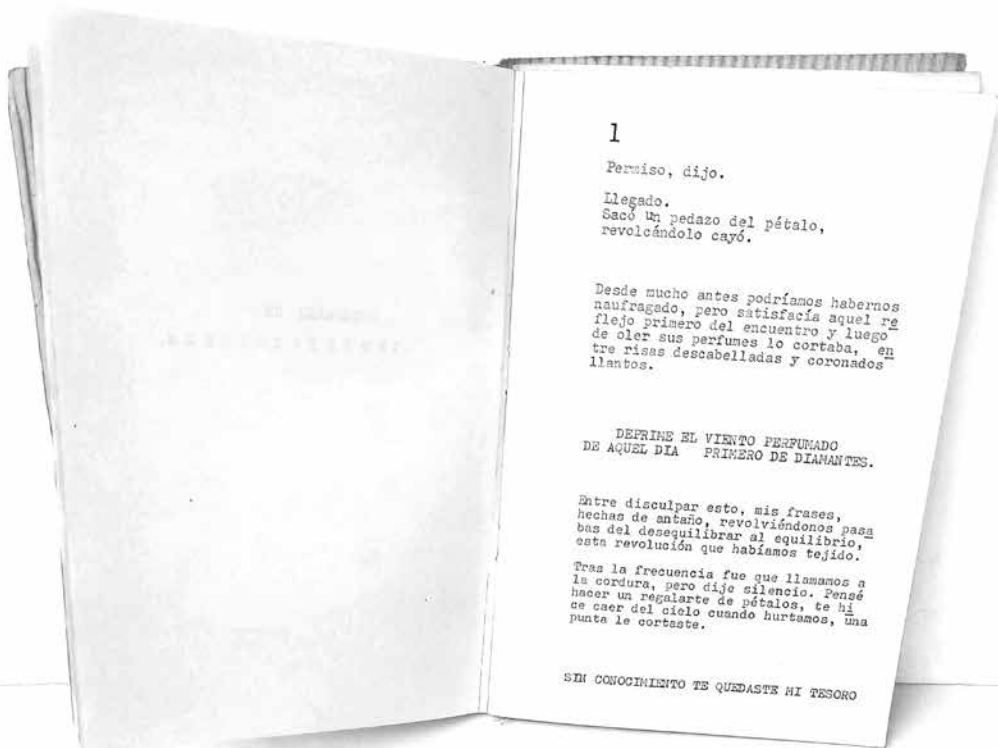 1
Permiso, dijo.
Llegado.
Sacó un pedazo del pétalo,
revolcándolo cayó.
Desde mucho antes podríamos habernos
naufragado, pero satisfacía aquel re
flejo primero del encuentro y luego
de oler sus perfumes lo cortaba, en
tre risas descabelladas y coronados
llantos.
DEPRIME EL VIENTO PERFUMADO
DE AQUEL DIA PRIMERO DE DIAMANTES.
Entre disculpar esto, mis frases,
hechas de antaño, revolviéndonos pasa
bas del desequilibrar al equilibrio,
esta revolución que habíamos tejido.
Tras la frecuencia fue que llamamos a
la cordura, pero dije silencio. Pensé
hacer un regalarte de pétalos, te hi
ce caer del cielo cuando hurtamos, una
punta le cortaste.
SIN CONOCIMIENTO TE QUEDASTE MI TESORO